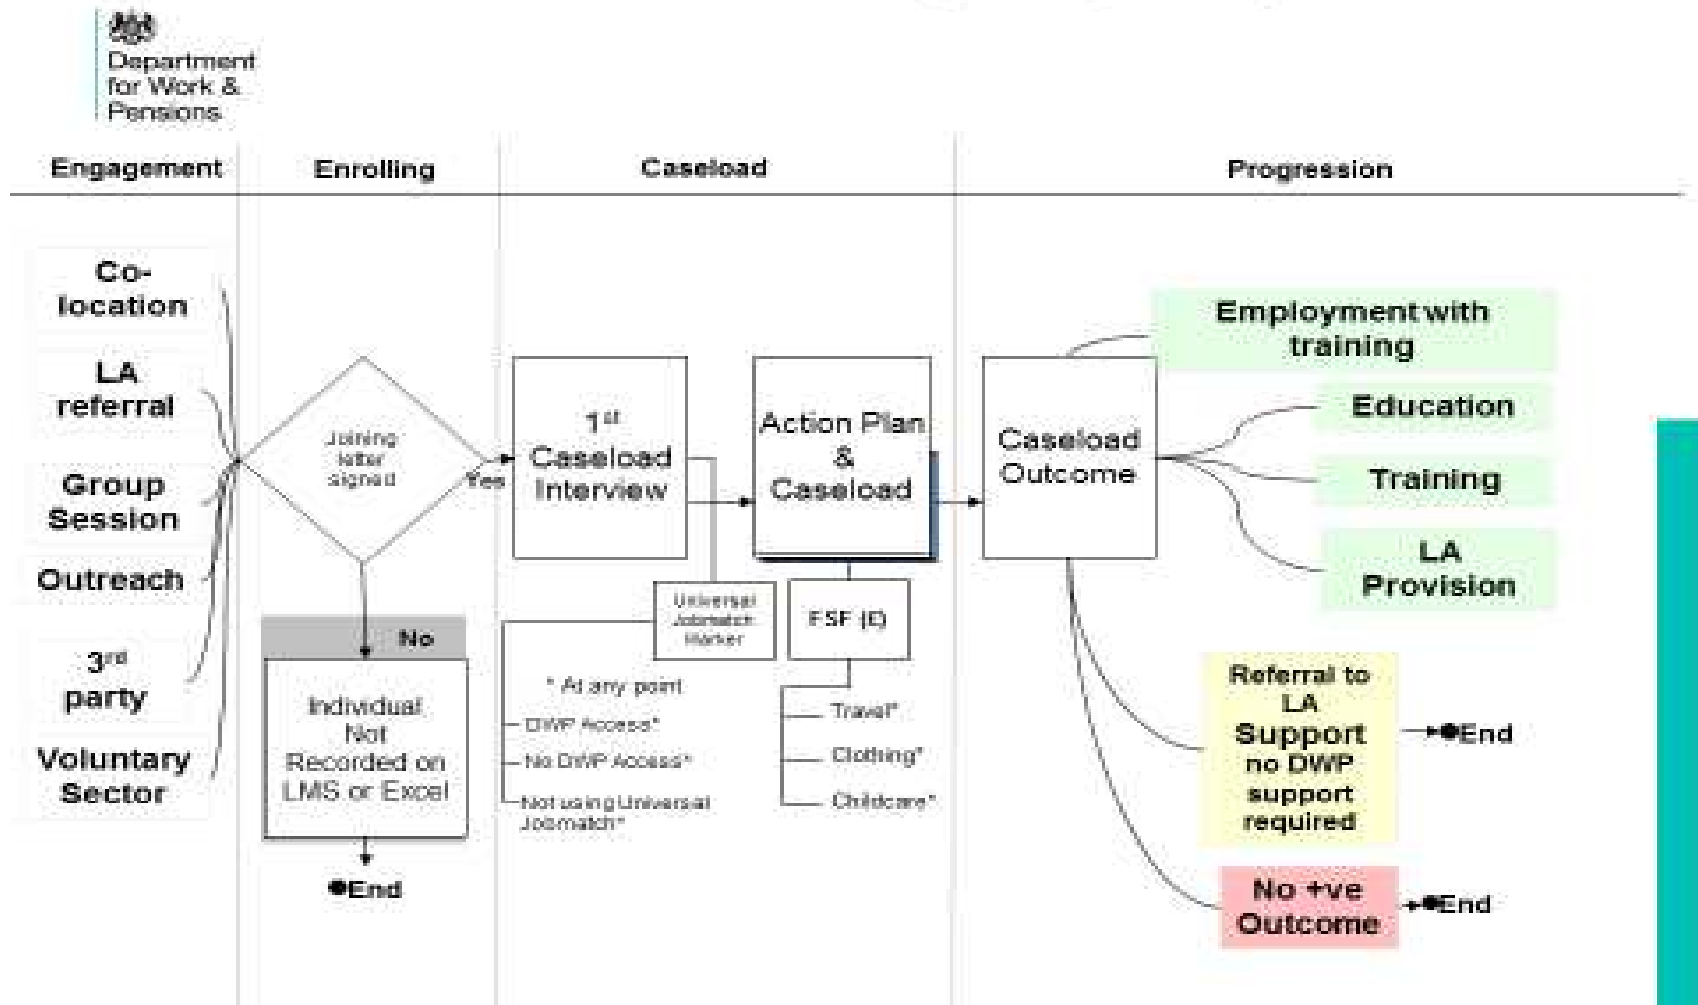 Department
for Work &
Pensions
Engagement
Enrolling
Caseload
Progression
Co-
location
LA
referral
Group
Session
Outreach
3rd
party
Voluntary
Sector
Joining
letter
signed
Yes
No
Individual
Not
Recorded on
LMS or Excel
End
1st
Caseload
Interview
Action Plan
&
Caseload
Universal
Jobmatch
Marker
FSF (£)
* At any point
DWP Access*
No DWP Access*
Not using Universal
Jobmatch*
Travel*
Clothing*
Childcare*
Caseload
Outcome
Employment with
training
Education
Training
LA
Provision
Referral to
LA
Support
no DWP
support
required
End
No +ve
Outcome
End